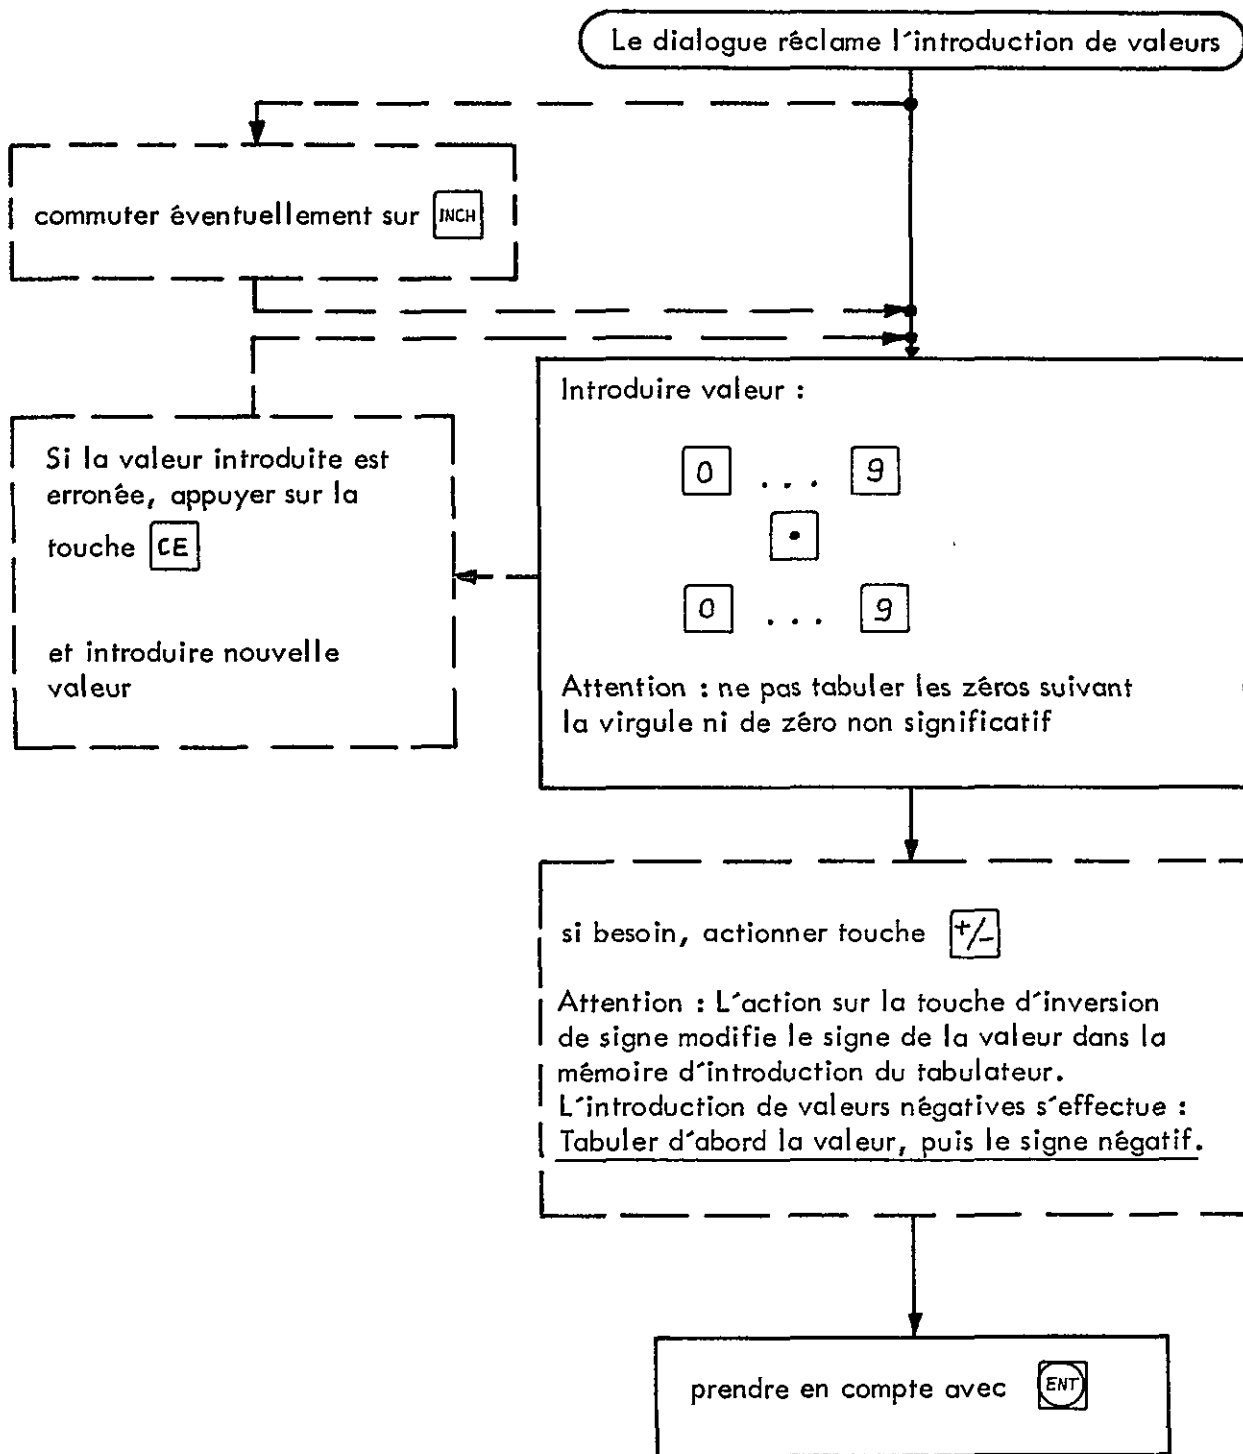 Le dialogue réclame l'introduction de valeurs
commuter éventuellement sur INCH
Introduire valeur :
0 ... 9
.
0 ... 9
Attention : ne pas tabuler les zéros suivant
la virgule ni de zéro non significatif
Si la valeur introduite est
erronée, appuyer sur la
touche CE
et introduire nouvelle
valeur
si besoin, actionner touche +/-
Attention : L'action sur la touche d'inversion
de signe modifie le signe de la valeur dans la
mémoire d'introduction du tabulateur.
L'introduction de valeurs négatives s'effectue :
Tabuler d'abord la valeur, puis le signe négatif.
prendre en compte avec ENT